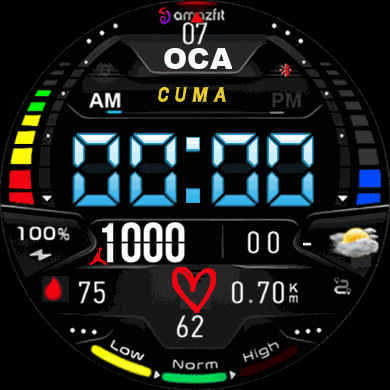 amazfit
07
OCA
AM
CUMA
PM
00:00
100%
1000
00 -
75
0.70 Km
62
Low
Norm
High